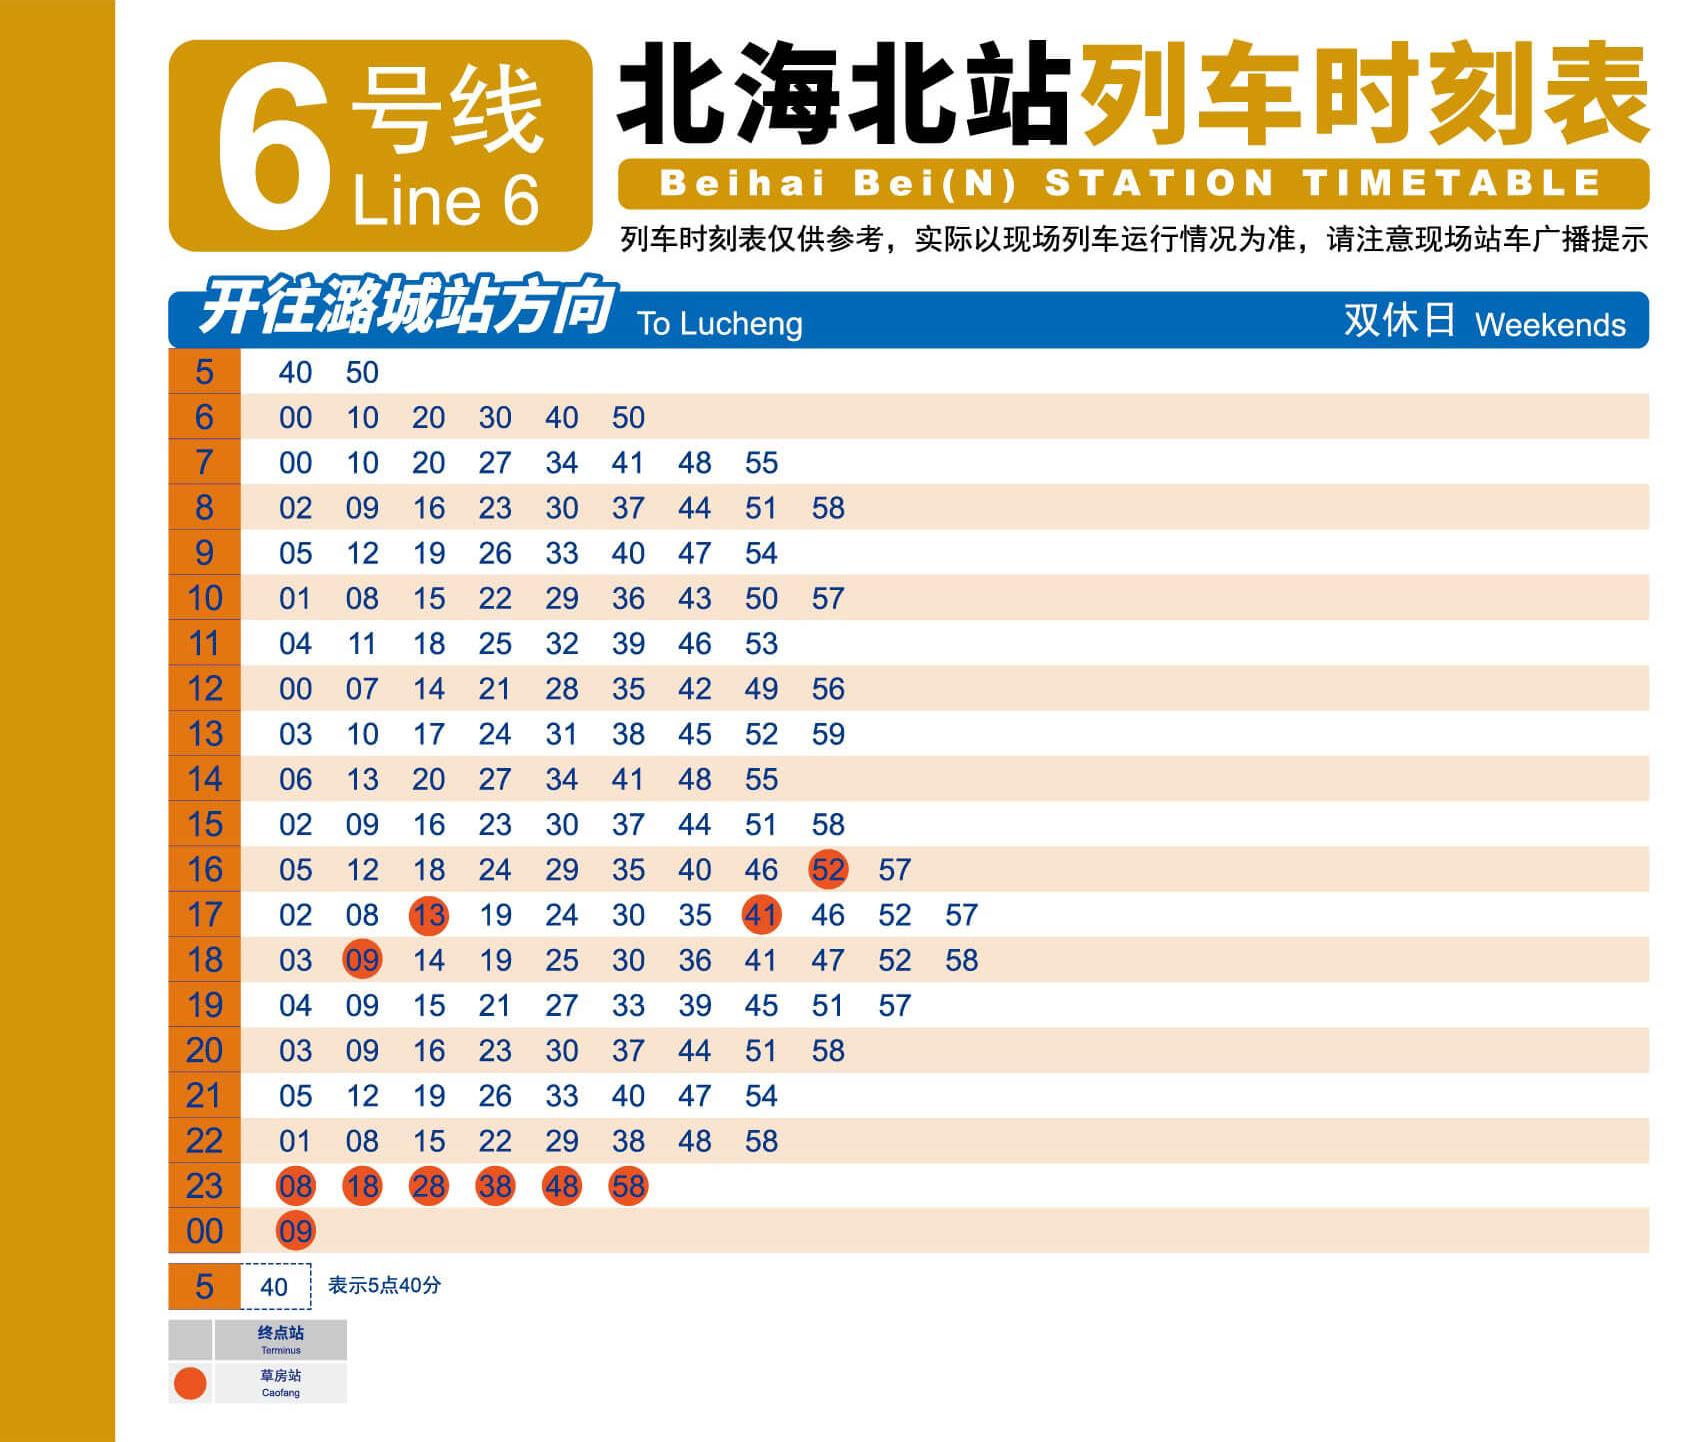 6 号线
Line 6
北海北站列车时刻表
Beihai Bei(N) STATION TIMETABLE
列车时刻表仅供参考，实际以现场列车运行情况为准，请注意现场站车广播提示
开往潞城站方向 To Lucheng 双休日 Weekends
5 40 50
6 00 10 20 30 40 50
7 00 10 20 27 34 41 48 55
8 02 09 16 23 30 37 44 51 58
9 05 12 19 26 33 40 47 54
10 01 08 15 22 29 36 43 50 57
11 04 11 18 25 32 39 46 53
12 00 07 14 21 28 35 42 49 56
13 03 10 17 24 31 38 45 52 59
14 06 13 20 27 34 41 48 55
15 02 09 16 23 30 37 44 51 58
16 05 12 18 24 29 35 40 46 52 57
17 02 08 13 19 24 30 35 41 46 52 57
18 03 09 14 19 25 30 36 41 47 52 58
19 04 09 15 21 27 33 39 45 51 57
20 03 09 16 23 30 37 44 51 58
21 05 12 19 26 33 40 47 54
22 01 08 15 22 29 38 48 58
23 08 18 28 38 48 58
00 09
5 40 表示5点40分
终点站
Terminus
草房站
Caofang